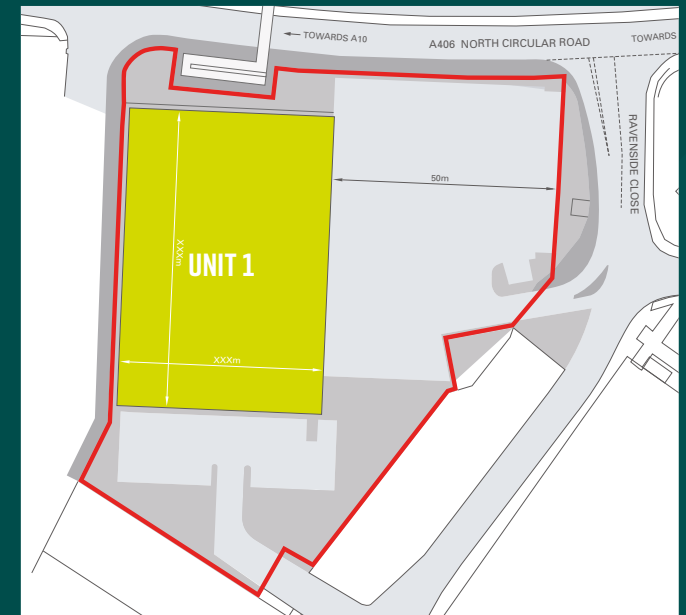 TOWARDS A10
A406 NORTH CIRCULAR ROAD
TOWARDS
RAVENSIDE CLOSE
50m
XXXm
UNIT 1
XXXm